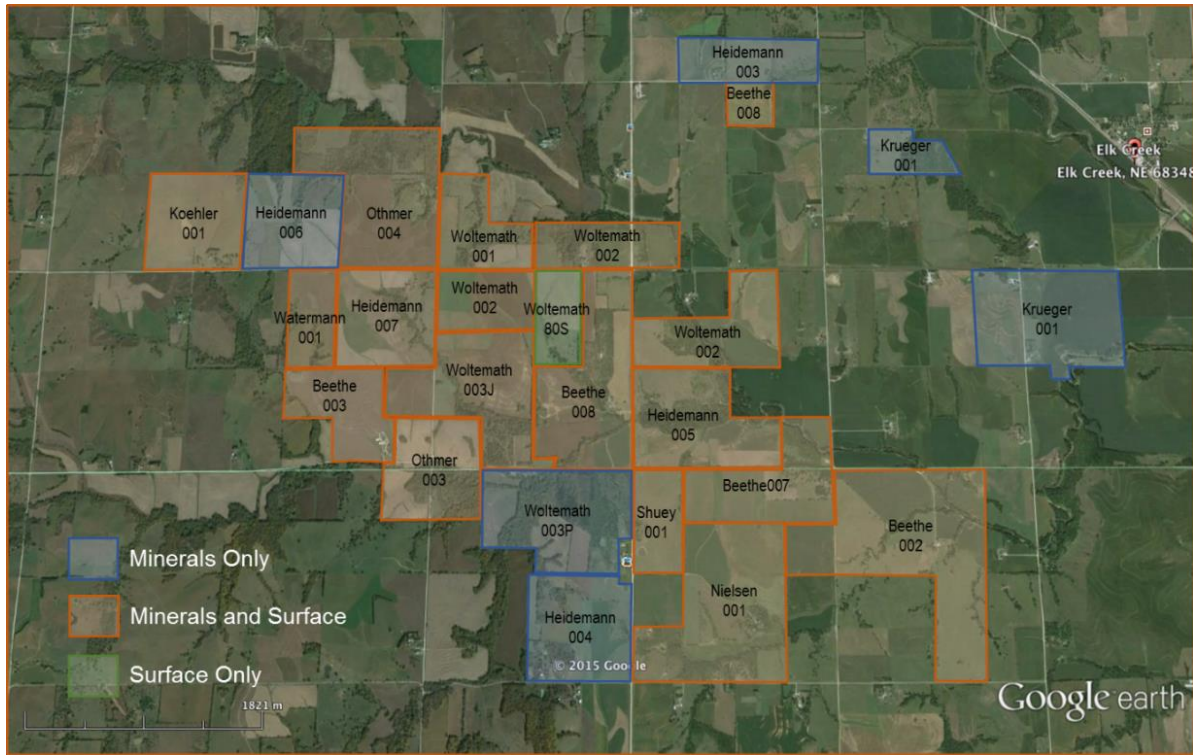 Heidemann
003
Beethe
008
Krueger
001
Elk Creek
Elk Creek, NE 68348
Koehler
001
Heidemann
006
Othmer
004
Woltemath
001
Woltemath
002
Watermann
001
Heidemann
007
Woltemath
002
Woltemath
80S
Woltemath
002
Krueger
001
Beethe
003
Woltemath
003J
Beethe
008
Heidemann
005
Othmer
003
Woltemath
003P
Shuey
001
Beethe007
Beethe
002
Nielsen
001
Heidemann
004
Minerals Only
Minerals and Surface
Surface Only
1821 m
© 2015 Google
Google earth